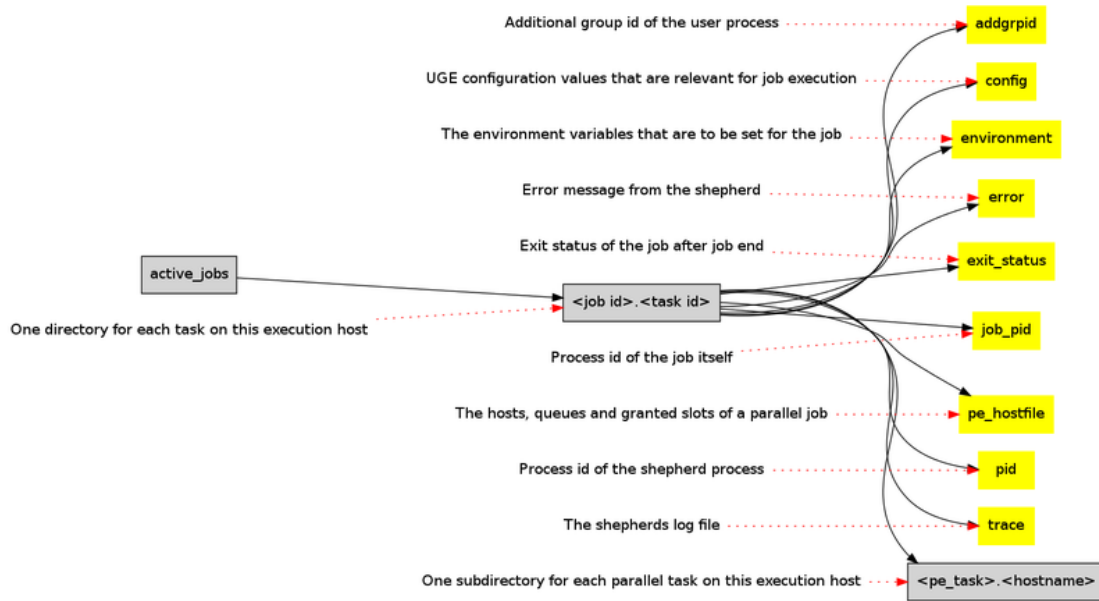 Additional group id of the user process
addgrpid
UGE configuration values that are relevant for job execution
config
The environment variables that are to be set for the job
environment
Error message from the shepherd
error
Exit status of the job after job end
exit_status
active_jobs
<job id>.<task id>
One directory for each task on this execution host
job_pid
Process id of the job itself
The hosts, queues and granted slots of a parallel job
pe_hostfile
Process id of the shepherd process
pid
The shepherds log file
trace
One subdirectory for each parallel task on this execution host
<pe_task>.<hostname>